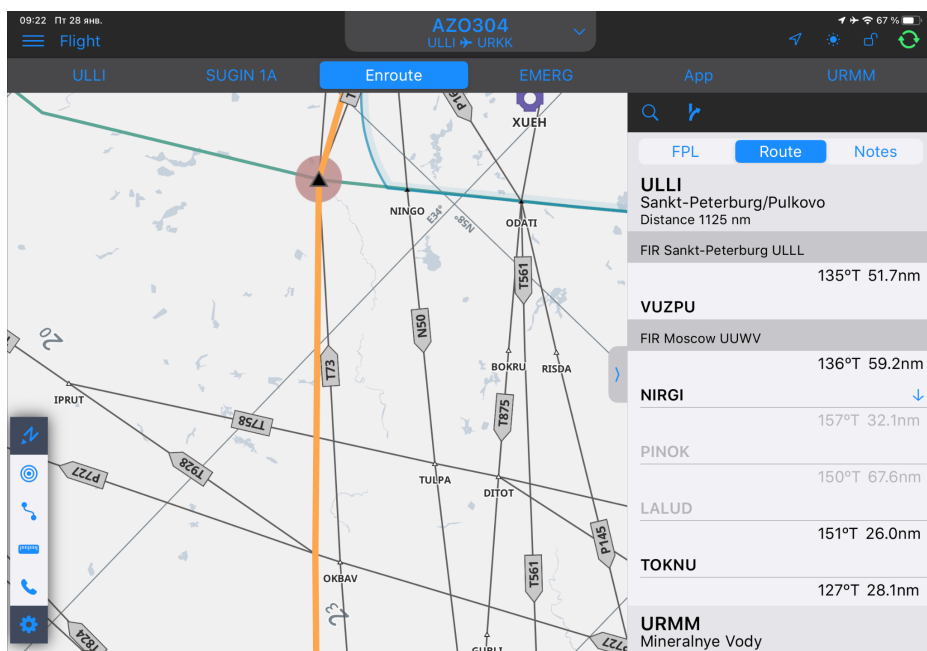 09:22 Пт 28 янв.
67 %
Flight
AZO304
ULLI ✈ URKK
ULLI
SUGIN 1A
Enroute
EMERG
App
URMM
XUEH
NINGO
E34°
N58°
ODATI
T561
N50
T73
BOKRU
RISDA
20
IPRUT
T758
T875
T928
P727
TULPA
DITOT
P145
OKBAV
T561
23
T824
FPL
Route
Notes
ULLI
Sankt-Peterburg/Pulkovo
Distance 1125 nm
FIR Sankt-Peterburg ULLL
135°T 51.7nm
VUZPU
FIR Moscow UUWV
136°T 59.2nm
NIRGI
157°T 32.1nm
PINOK
150°T 67.6nm
LALUD
151°T 26.0nm
TOKNU
127°T 28.1nm
URMM
Mineralnye Vody